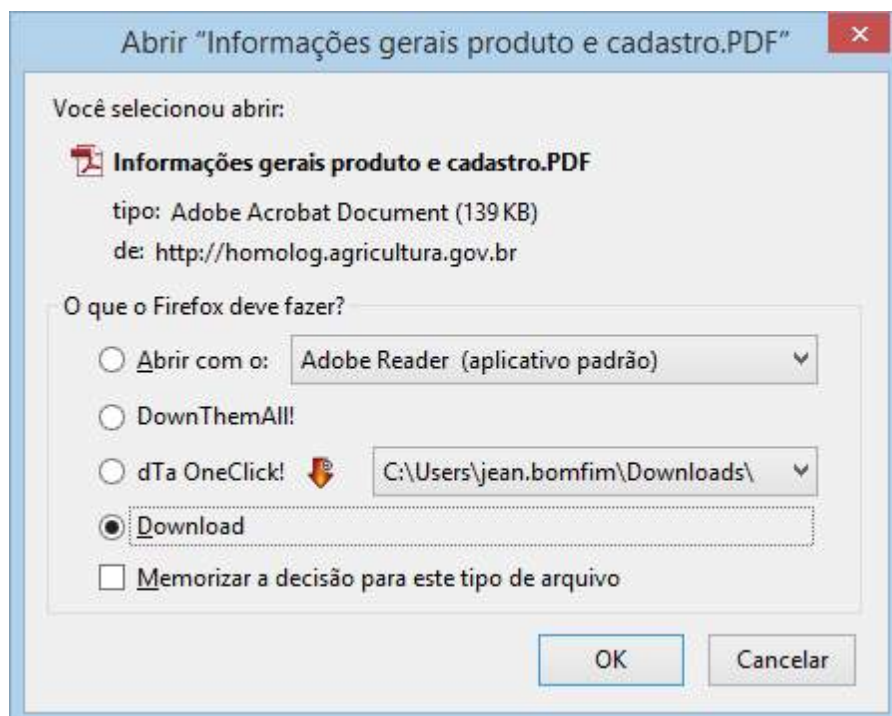 Abrir “Informações gerais produto e cadastro.PDF”
Você selecionou abrir:
Informações gerais produto e cadastro.PDF
tipo: Adobe Acrobat Document (139 KB)
de: http://homolog.agricultura.gov.br
O que o Firefox deve fazer?
Abrir com o: Adobe Reader (aplicativo padrão)
DownThemAll!
dTa OneClick! C:\Users\jean.bomfim\Downloads\
Download
Memorizar a decisão para este tipo de arquivo
OK Cancelar